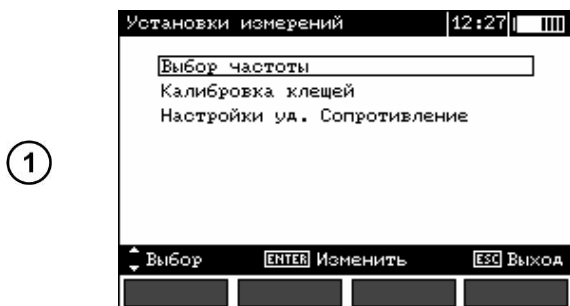 Установки измерений 12:27
Выбор частоты
Калибровка клещей
Настройки уд. Сопротивление
1
Выбор ENTER Изменить ESC Выход